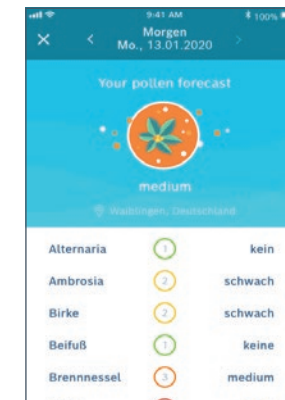 9:41 AM 100%
Morgen
Mo., 13.01.2020
Your pollen forecast
medium
Waiblingen, Deutschland
Alternaria 1 kein
Ambrosia 2 schwach
Birke 2 schwach
Beifuß 1 keine
Brennnessel 3 medium